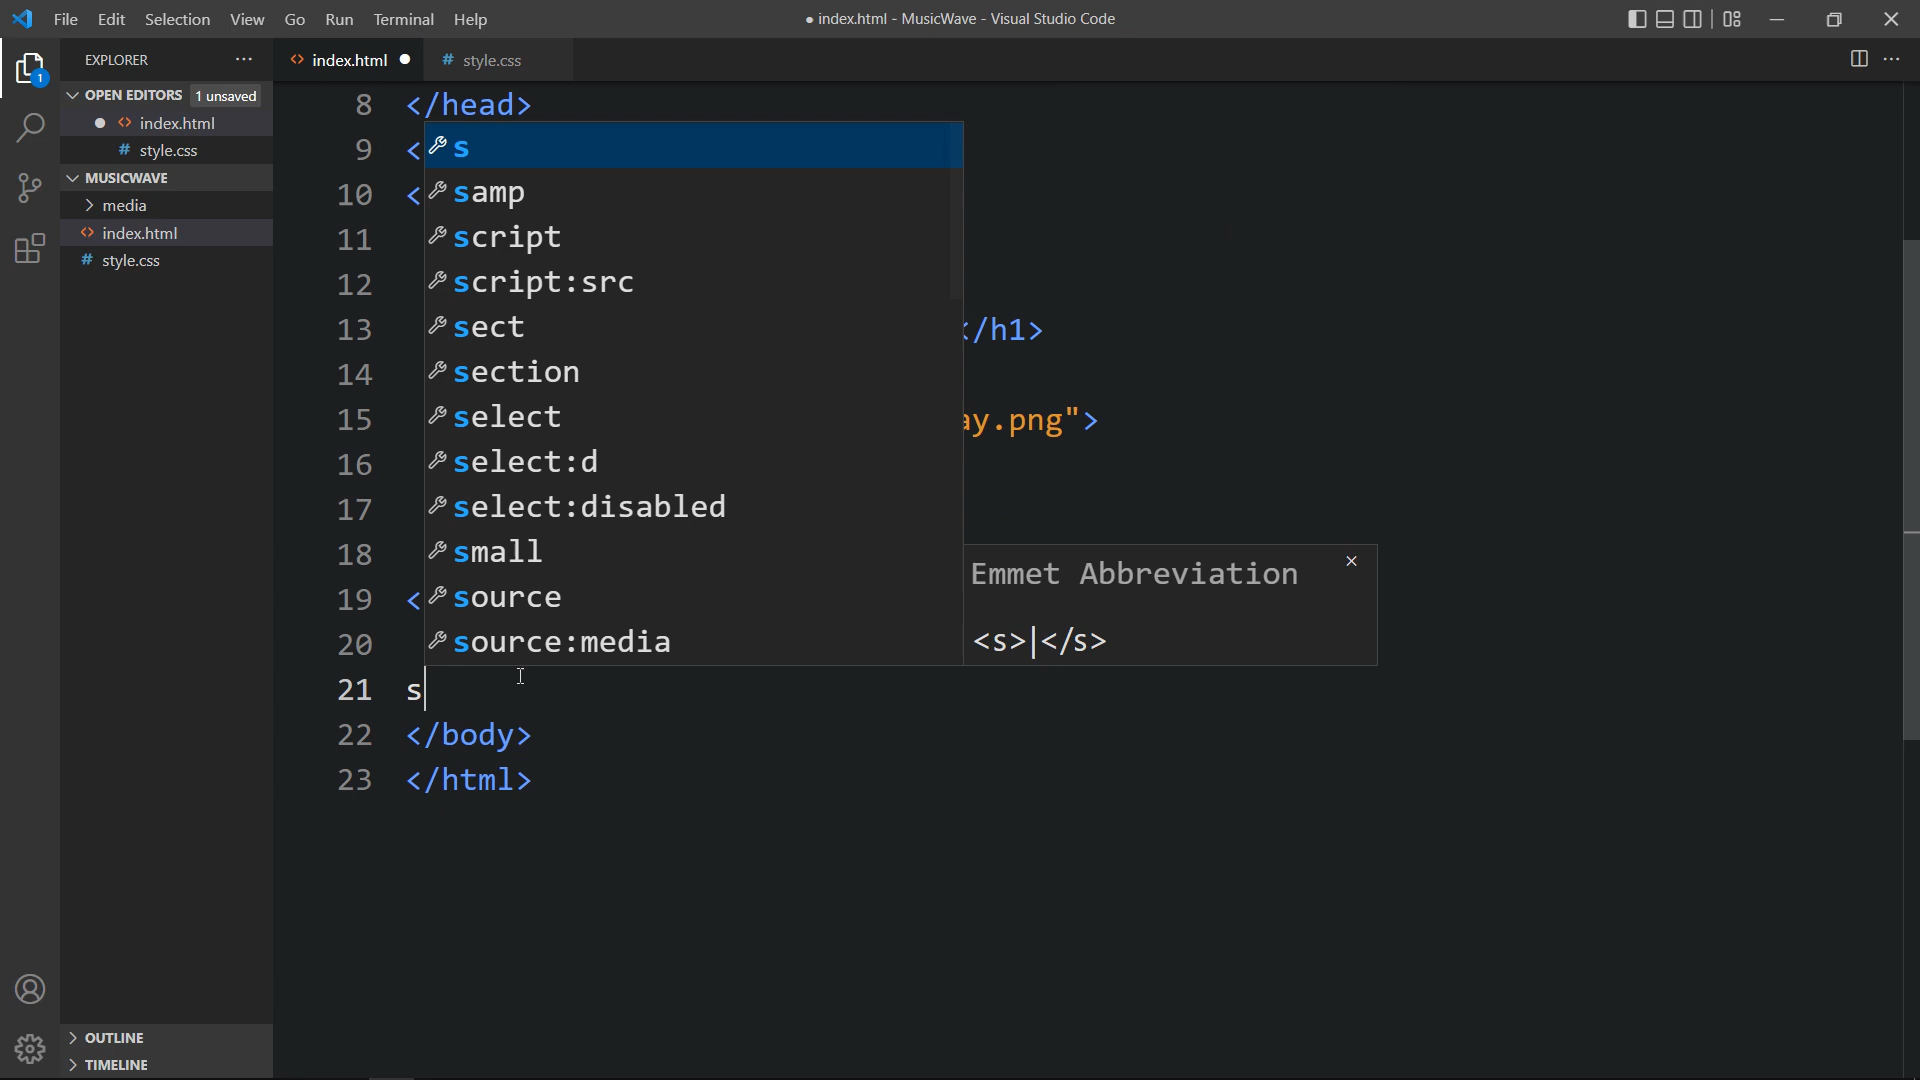 File Edit Selection View Go Run Terminal Help
● index.html - MusicWave - Visual Studio Code
EXPLORER
index.html
style.css
OPEN EDITORS 1 unsaved
index.html
style.css
MUSICWAVE
media
index.html
style.css
OUTLINE
TIMELINE
1
8 </head>
9 < s
10 < samp
11 script
12 script:src
13 sect </h1>
14 section
15 select ay.png">
16 select:d
17 select:disabled
18 small
19 < source
20 source:media
Emmet Abbreviation
<s>|</s>
21 s
22 </body>
23 </html>